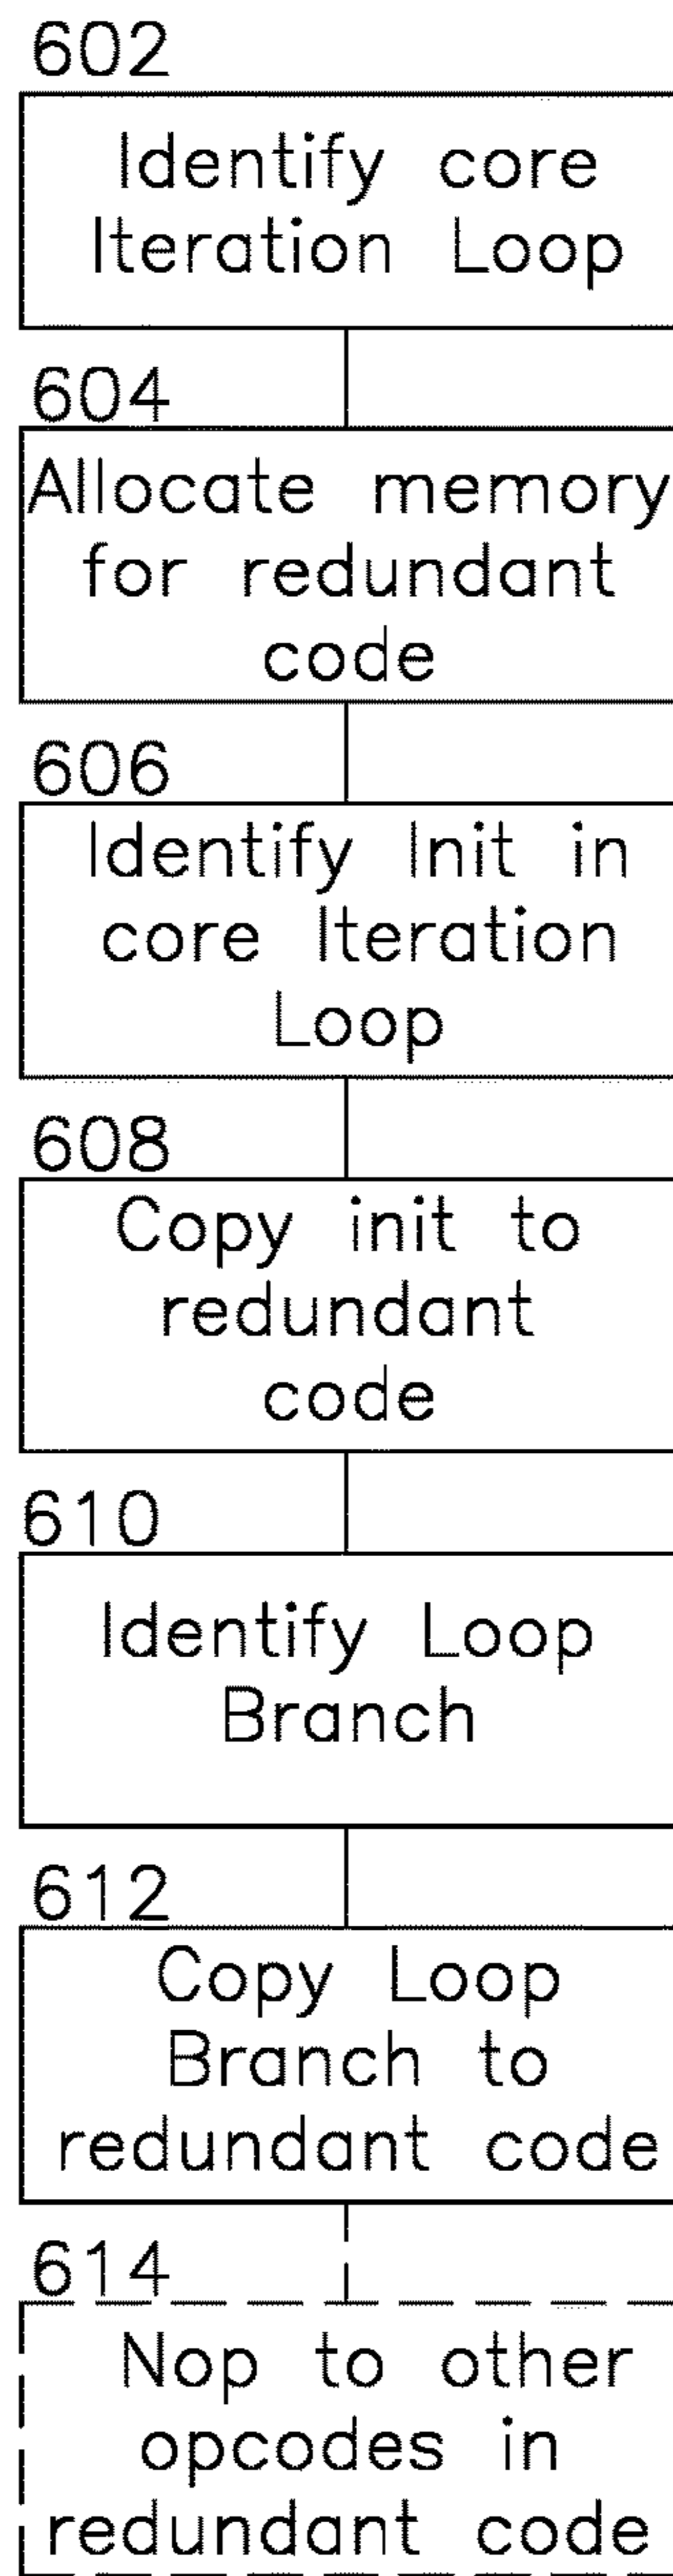 602
Identify core
Iteration Loop
604
Allocate memory
for redundant
code
606
Identify Init in
core Iteration
Loop
608
Copy init to
redundant
code
610
Identify Loop
Branch
612
Copy Loop
Branch to
redundant code
614
Nop to other
opcodes in
redundant code